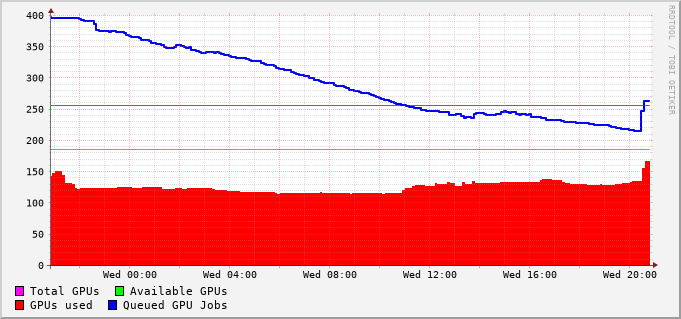 RRDTOOL / TOBI OETIKER
400
350
300
250
200
150
100
50
0
Wed 00:00 Wed 04:00 Wed 08:00 Wed 12:00 Wed 16:00 Wed 20:00
Total GPUs Available GPUs
GPUs used Queued GPU Jobs